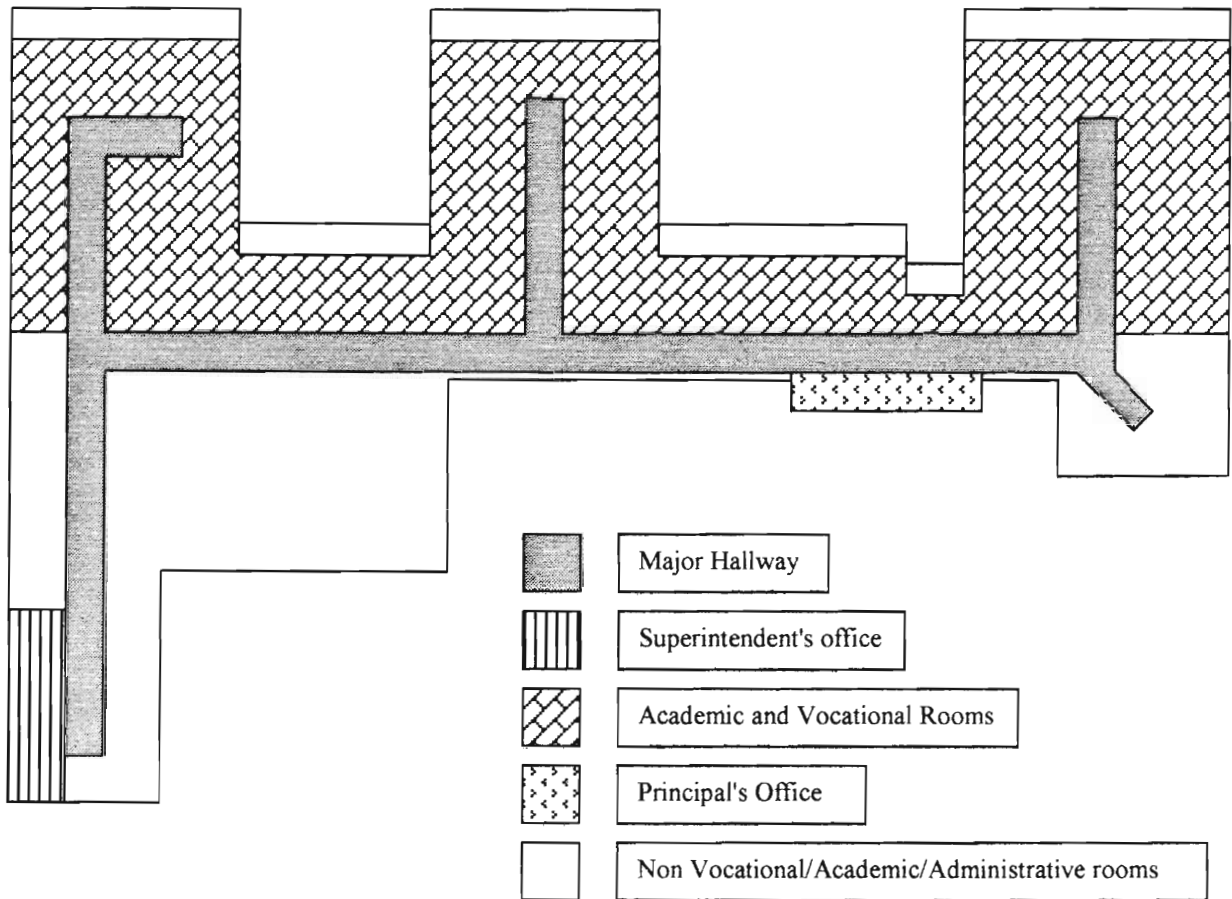 Major Hallway
Superintendent's office
Academic and Vocational Rooms
Principal's Office
Non Vocational/Academic/Administrative rooms